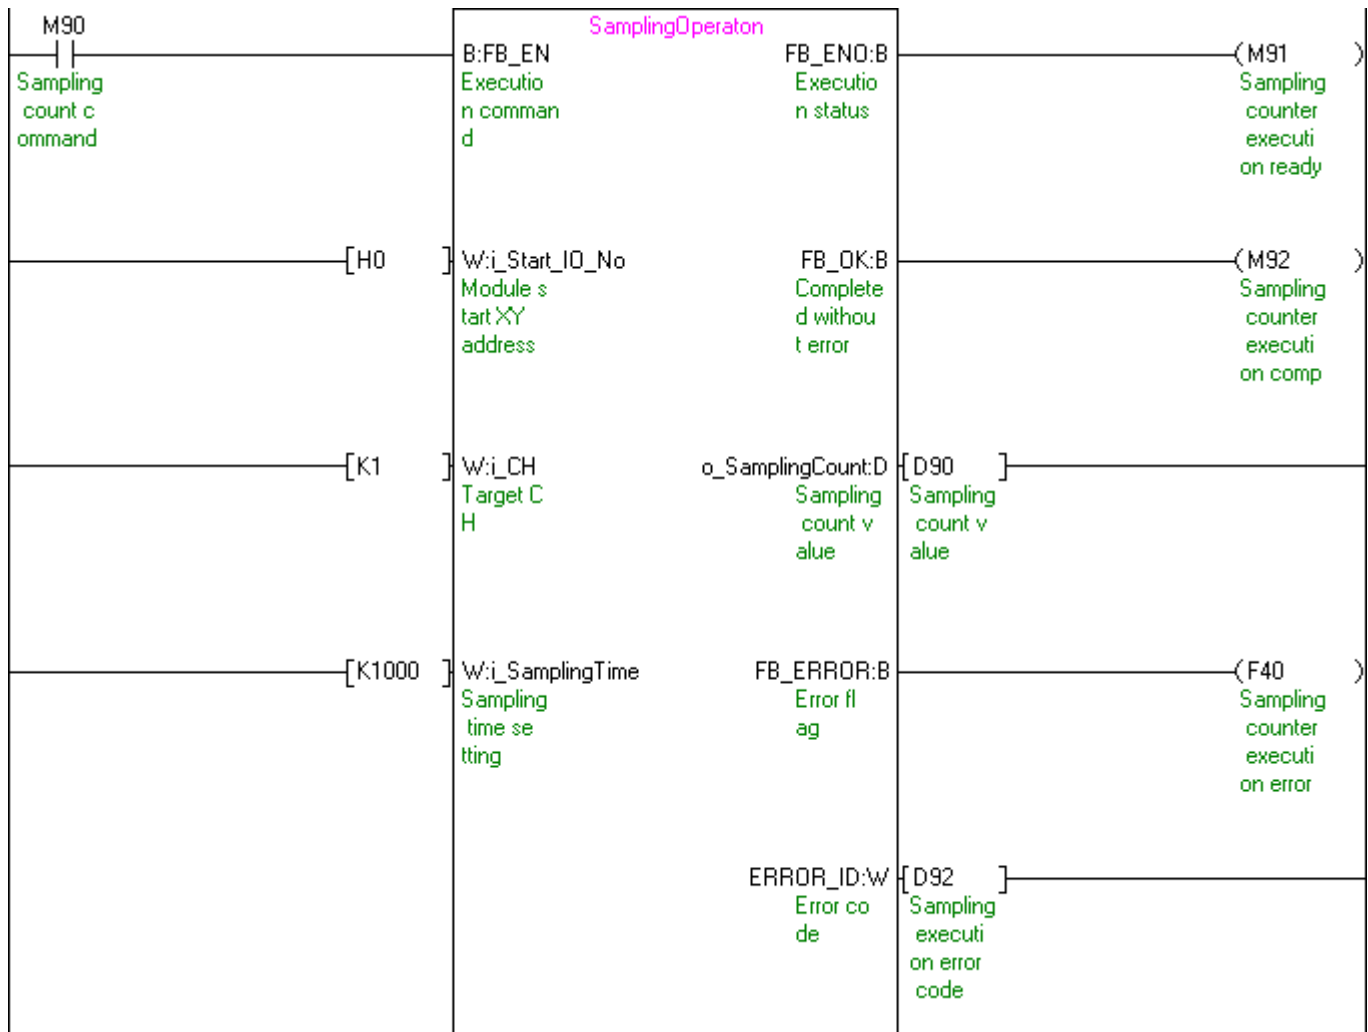 M90
SamplingOperaton
B:FB_EN
FB_ENO:B
(M91 )
Sampling
count c
ommand
Executio
n comman
d
Executio
n status
Sampling
counter
executi
on ready
[H0 ]
W:i_Start_IO_No
FB_OK:B
(M92 )
Module s
tart XY
address
Complete
d withou
t error
Sampling
counter
executi
on comp
[K1 ]
W:i_CH
o_SamplingCount:D
[D90 ]
Target C
H
Sampling
count v
alue
Sampling
count v
alue
[K1000 ]
W:i_SamplingTime
FB_ERROR:B
(F40 )
Sampling
time se
tting
Error fl
ag
Sampling
counter
executi
on error
ERROR_ID:W
[D92 ]
Error co
de
Sampling
executi
on error
code